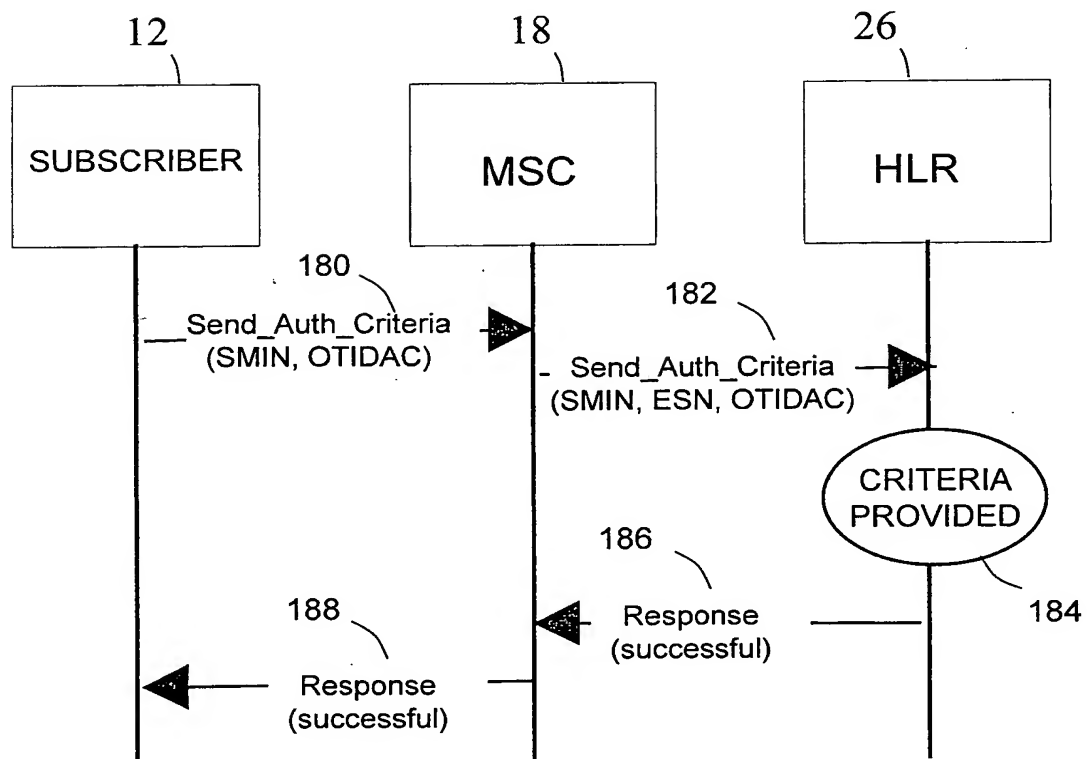 12
18
26
SUBSCRIBER
MSC
HLR
180
Send_Auth_Criteria
(SMIN, OTIDAC)
182
Send_Auth_Criteria
(SMIN, ESN, OTIDAC)
CRITERIA
PROVIDED
184
186
Response
(successful)
188
Response
(successful)